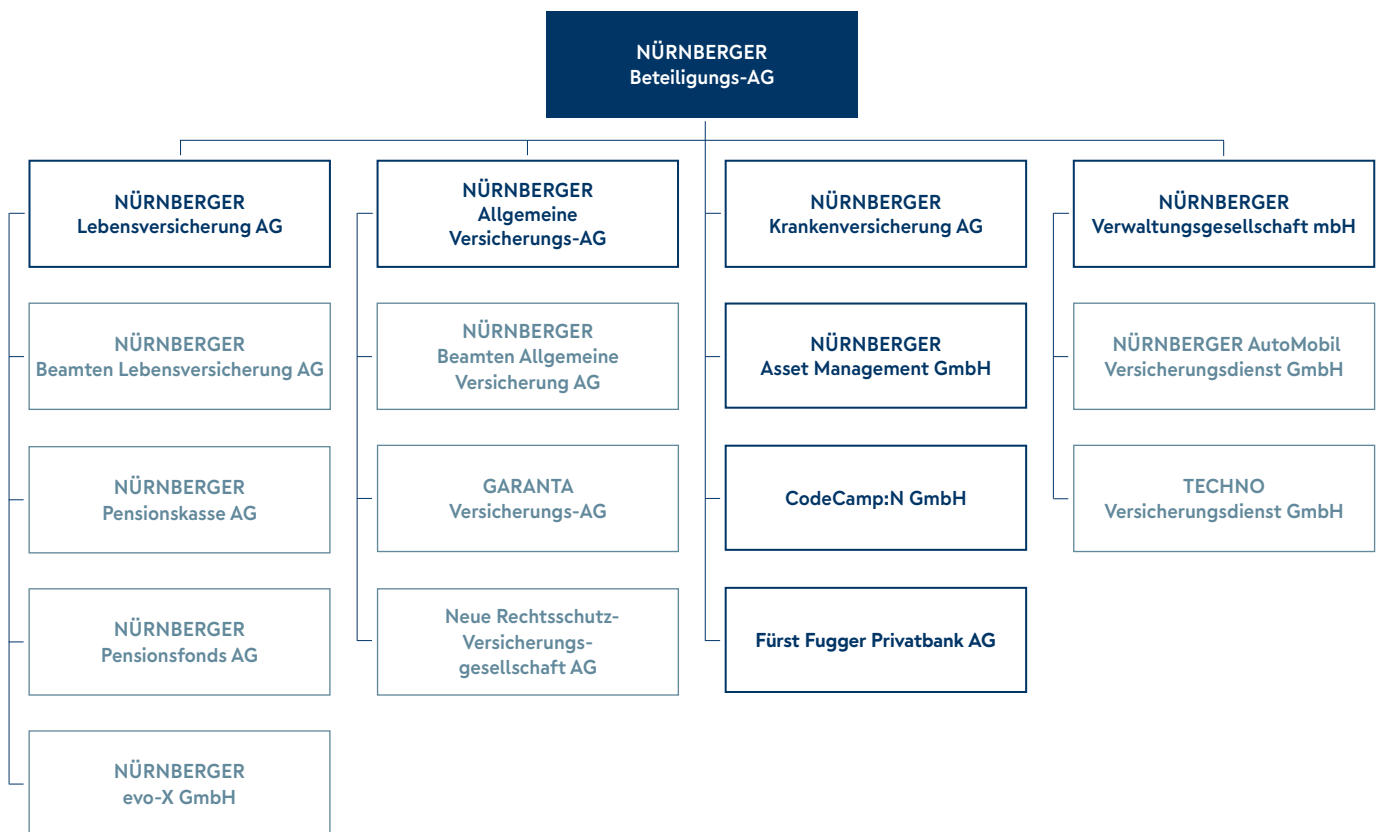 NÜRNBERGER
Beteiligungs-AG
NÜRNBERGER
Lebensversicherung AG
NÜRNBERGER
Beamten Lebensversicherung AG
NÜRNBERGER
Pensionskasse AG
NÜRNBERGER
Pensionsfonds AG
NÜRNBERGER
evo-X GmbH
NÜRNBERGER
Allgemeine
Versicherungs-AG
NÜRNBERGER
Beamten Allgemeine
Versicherung AG
GARANTA
Versicherungs-AG
Neue Rechtsschutz-
Versicherungs-
gesellschaft AG
NÜRNBERGER
Krankenversicherung AG
NÜRNBERGER
Asset Management GmbH
CodeCamp:N GmbH
Fürst Fugger Privatbank AG
NÜRNBERGER
Verwaltungsgesellschaft mbH
NÜRNBERGER AutoMobil
Versicherungsdienst GmbH
TECHNO
Versicherungsdienst GmbH